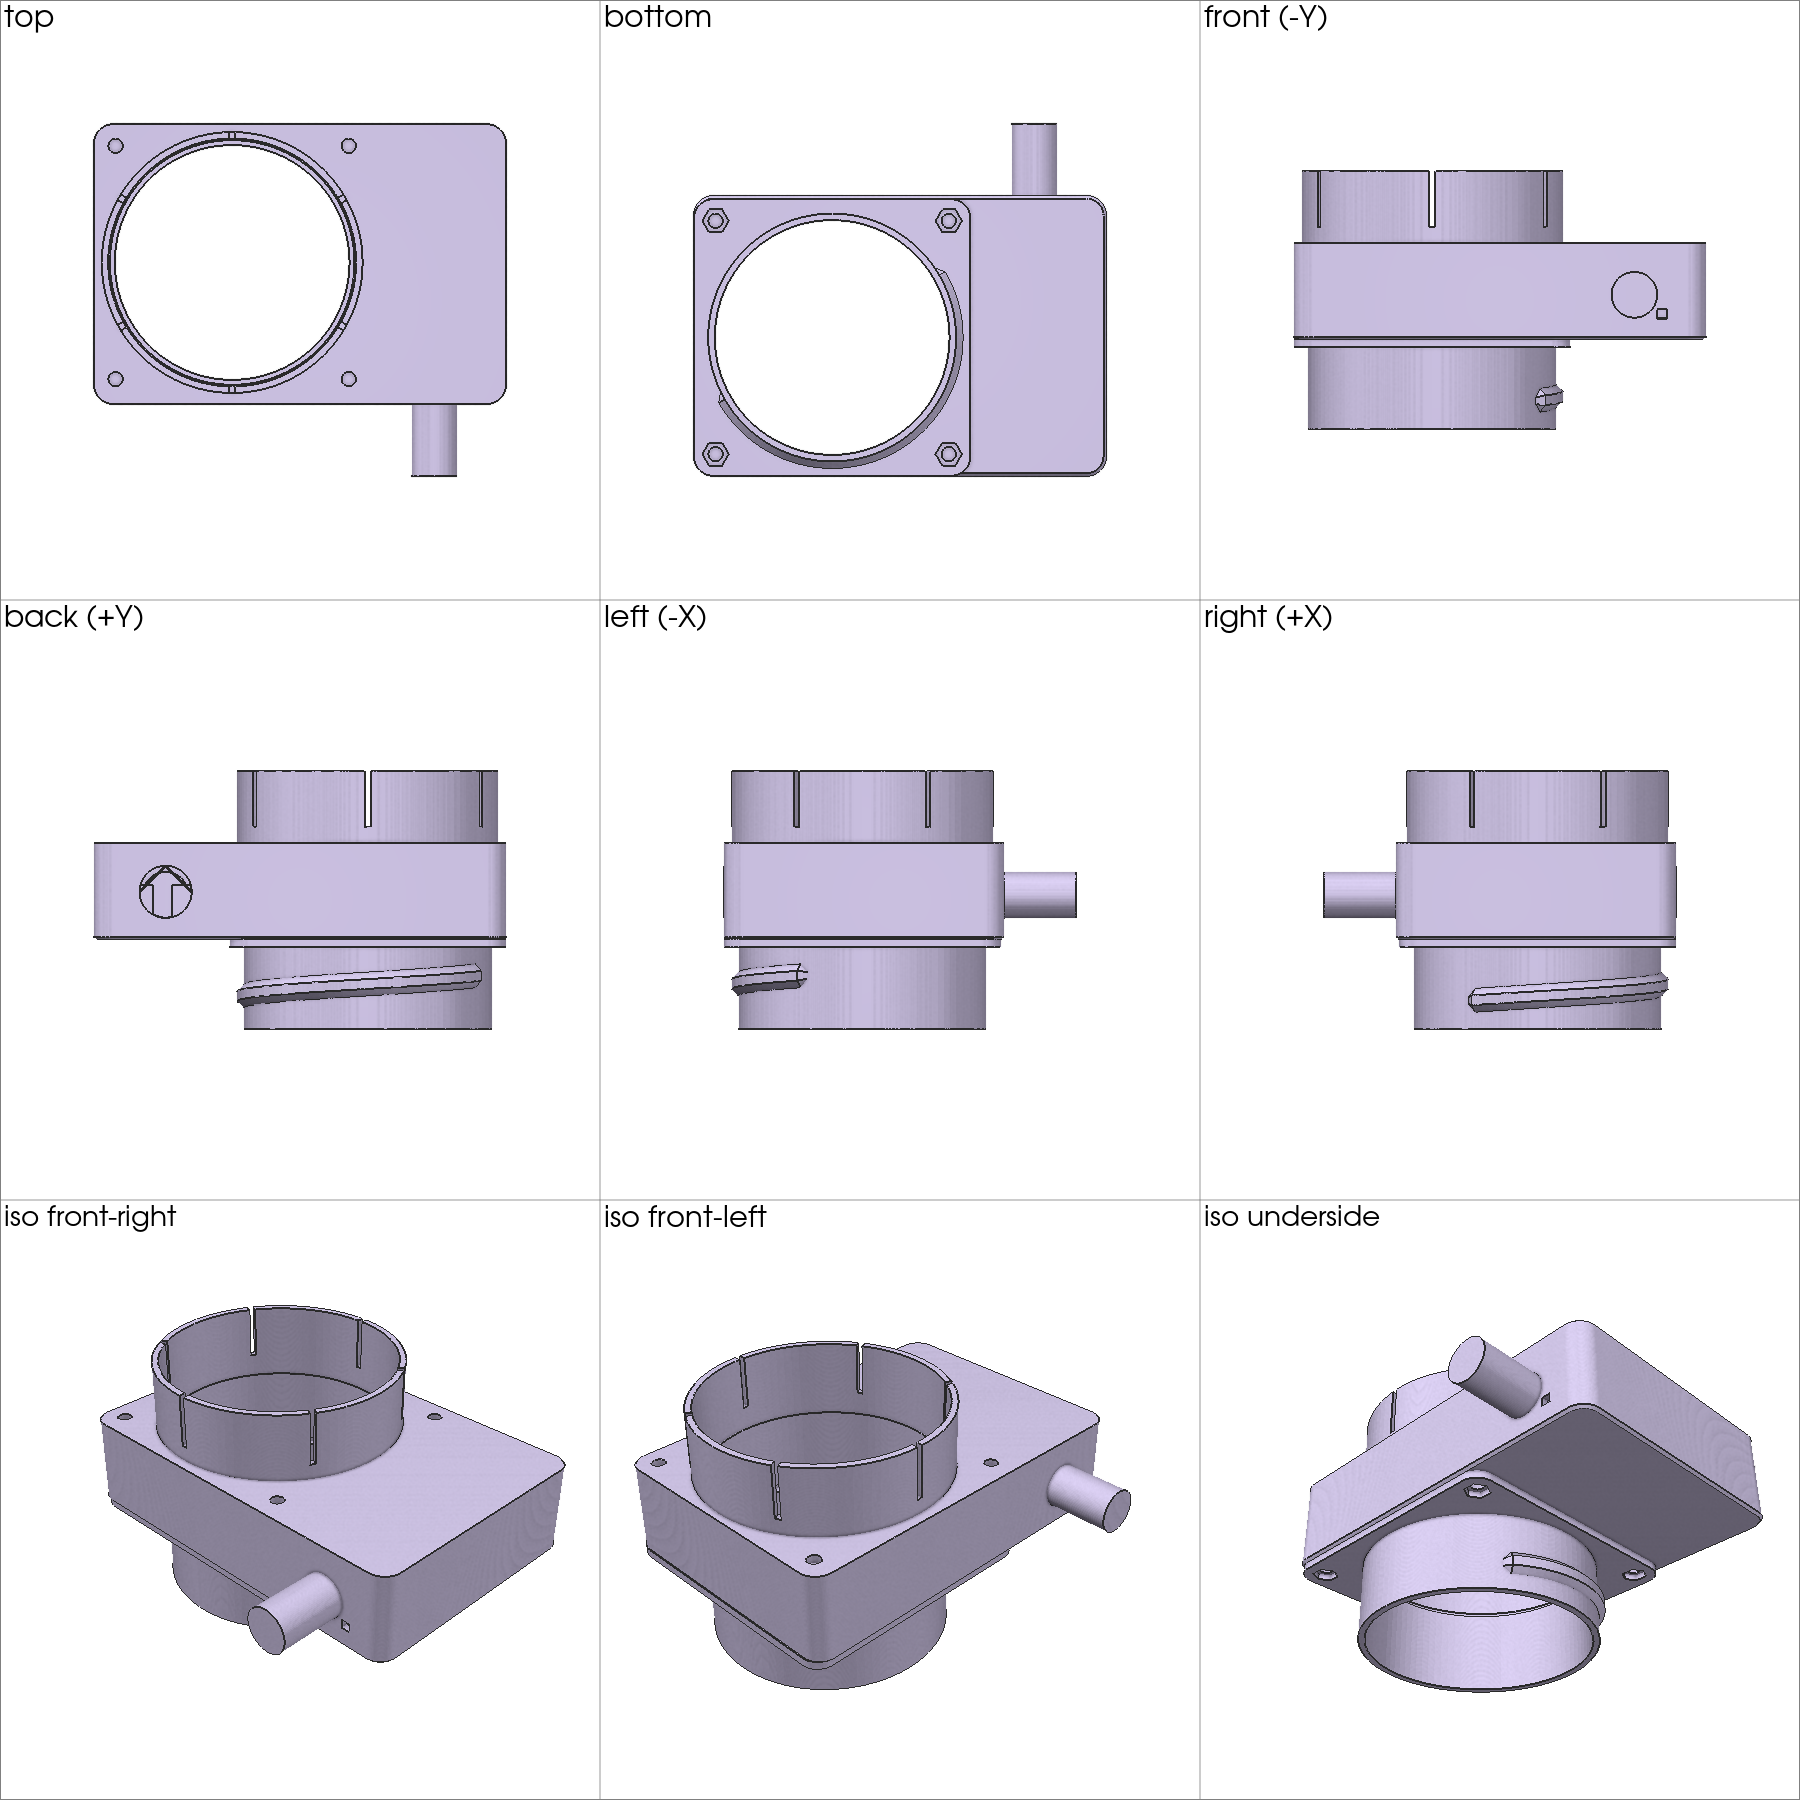 top
bottom
front (-Y)
back (+Y)
left (-X)
right (+X)
iso front-right
iso front-left
iso underside